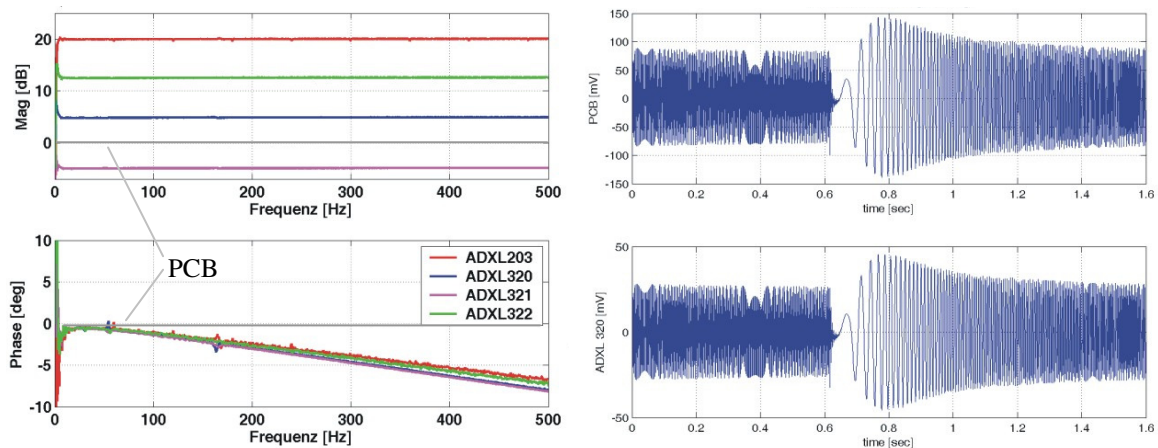 20
10
0
Mag [dB]
0 100 200 300 400 500
Frequenz [Hz]
10
5
0
-5
-10
Phase [deg]
PCB
ADXL203
ADXL320
ADXL321
ADXL322
0 100 200 300 400 500
Frequenz [Hz]
150
100
50
0
-50
-100
-150
PCB [mV]
0 0.2 0.4 0.6 0.8 1 1.2 1.4 1.6
time [sec]
50
0
-50
ADXL 320 [mV]
0 0.2 0.4 0.6 0.8 1 1.2 1.4 1.6
time [sec]